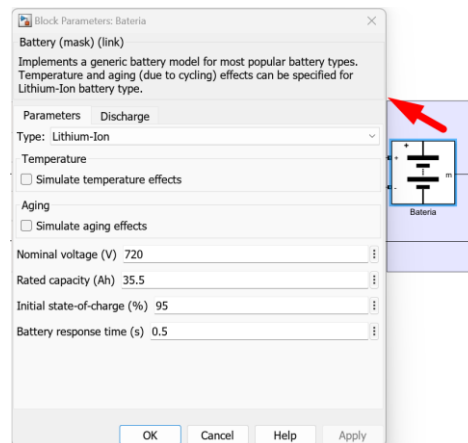 Block Parameters: Bateria
Battery (mask) (link)
Implements a generic battery model for most popular battery types.
Temperature and aging (due to cycling) effects can be specified for
Lithium-Ion battery type.
Parameters Discharge
Type: Lithium-Ion
Temperature
Simulate temperature effects
Aging
Simulate aging effects
Nominal voltage (V) 720
Rated capacity (Ah) 35.5
Initial state-of-charge (%) 95
Battery response time (s) 0.5
OK Cancel Help Apply
+
+
m
-
Bateria